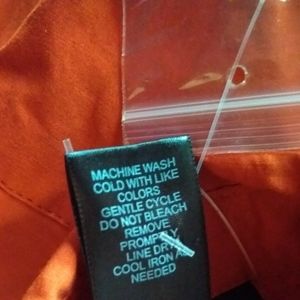 MACHINE WASH
COLD WITH LIKE
COLORS
GENTLE CYCLE
DO NOT BLEACH
REMOVE
PROMPTLY
LINE DRY
COOL IRON AS
NEEDED